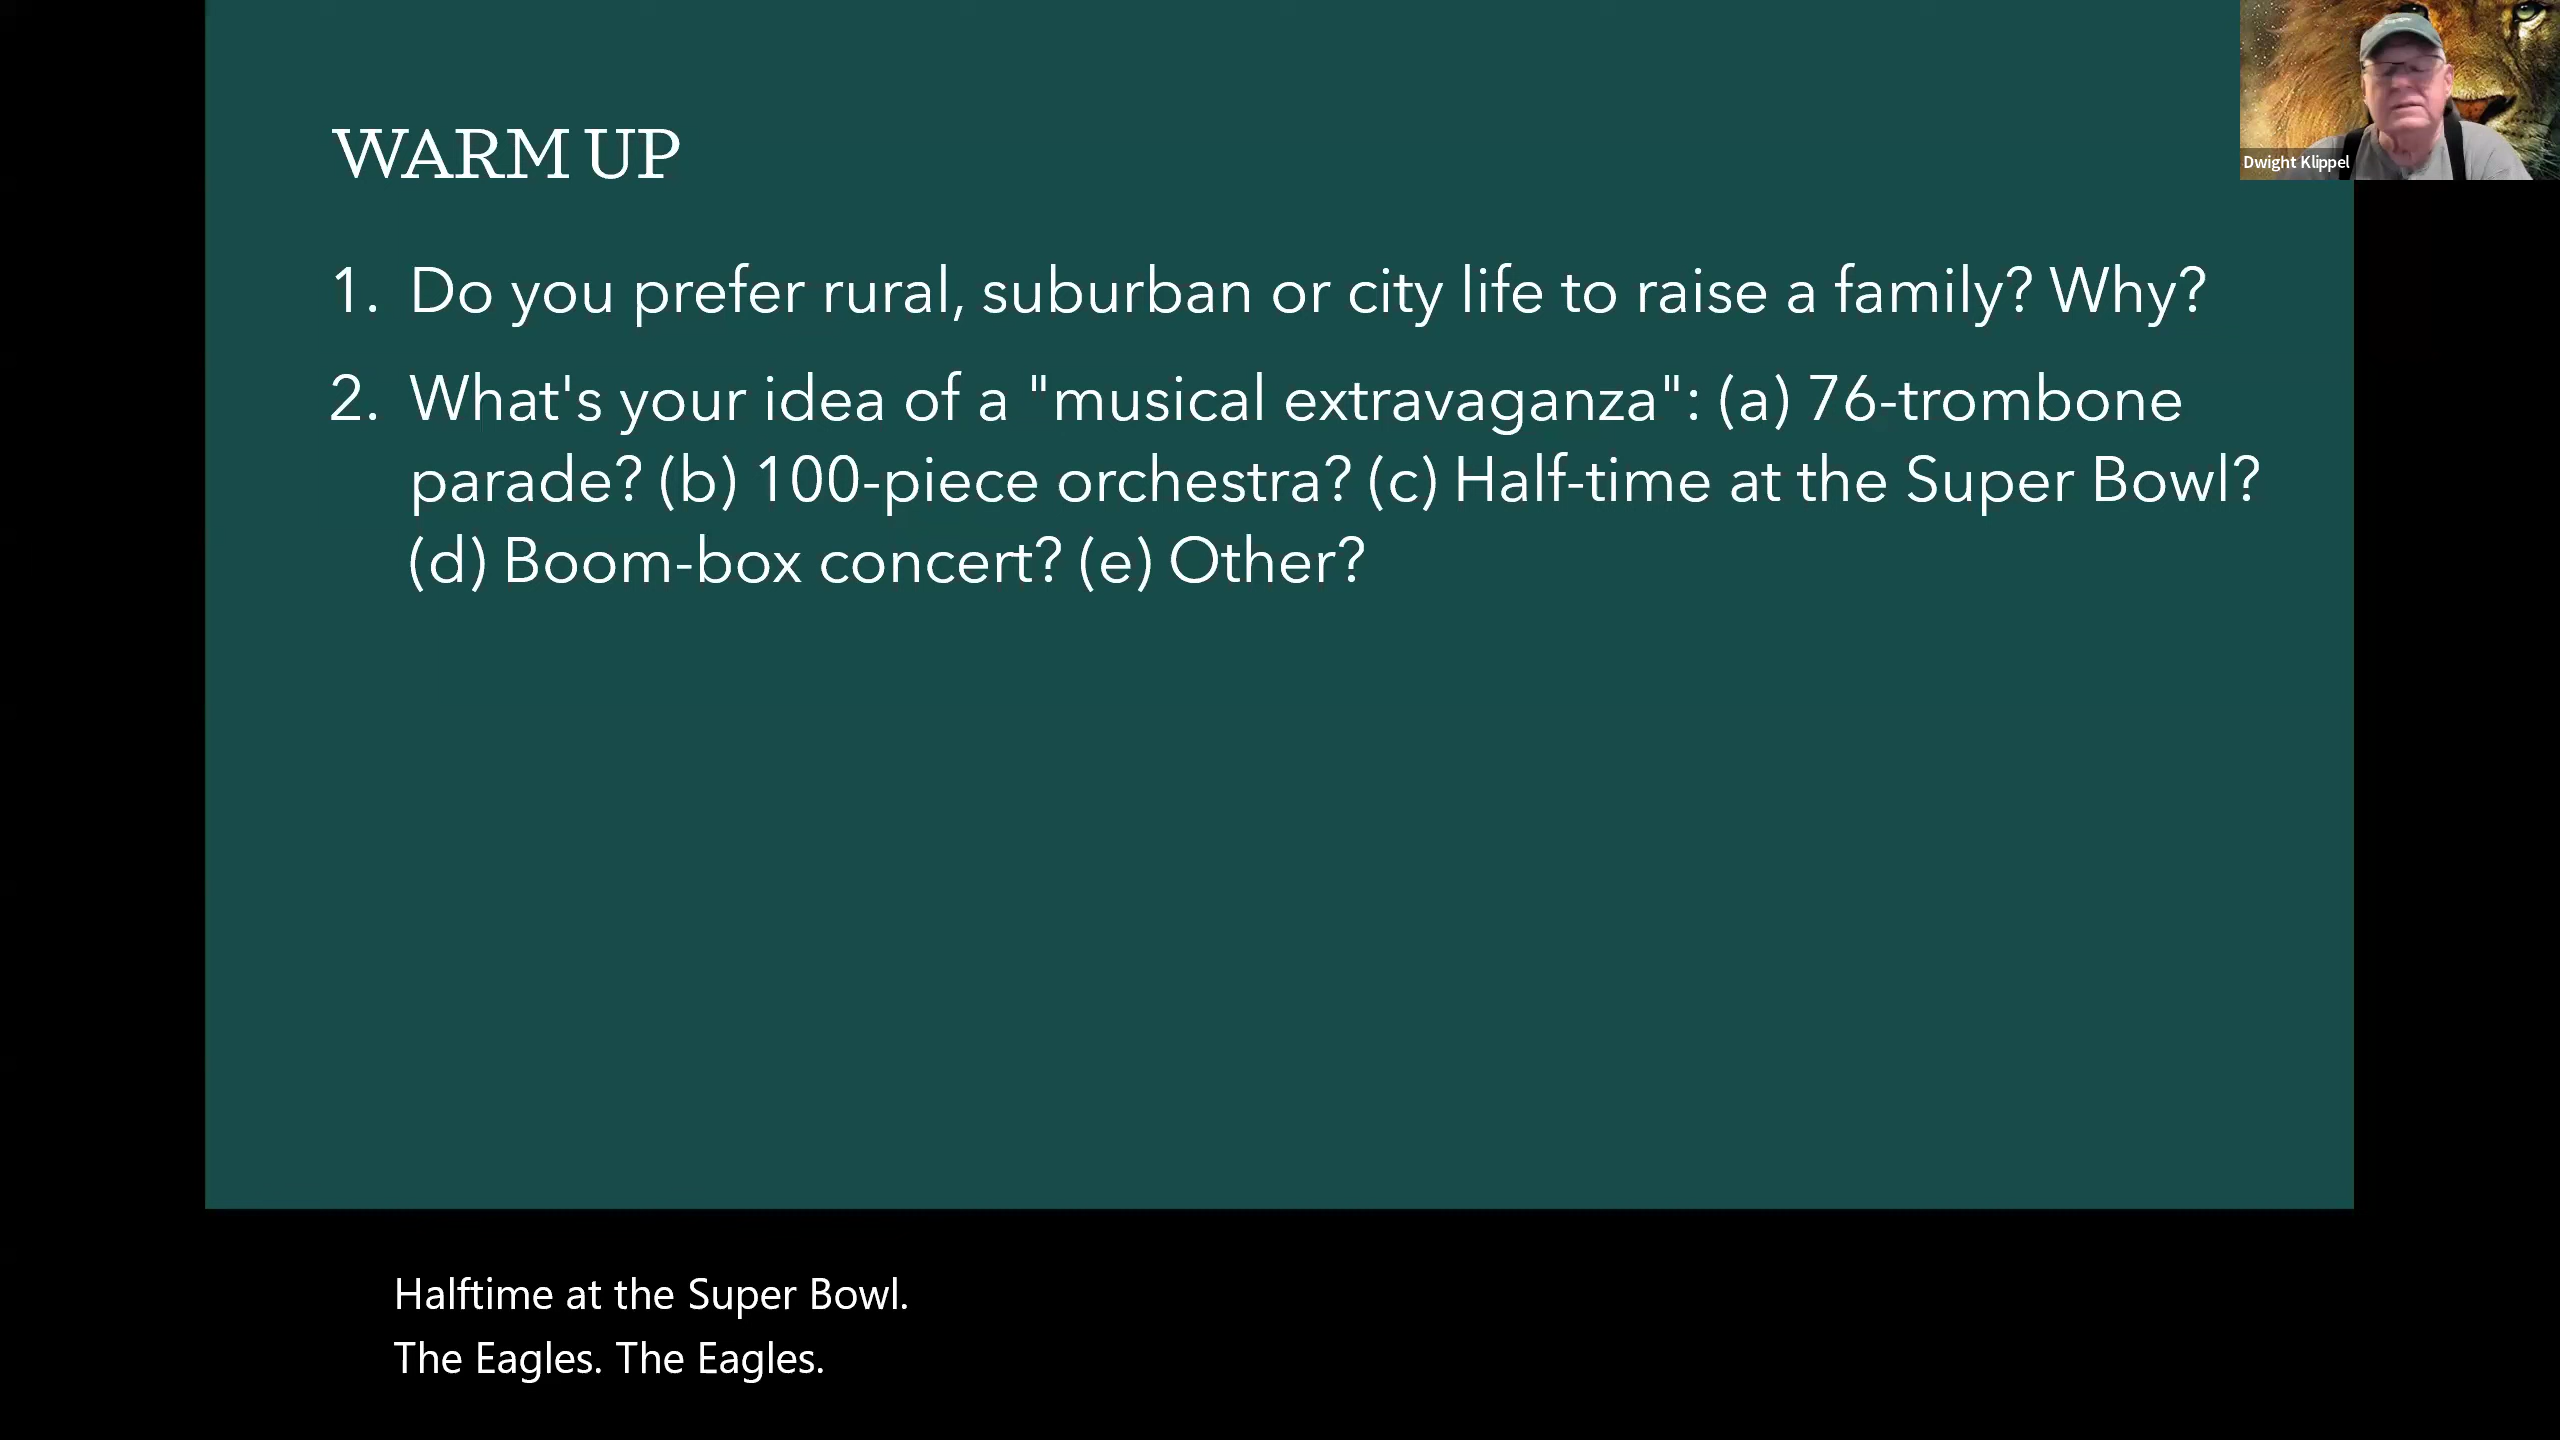 WARM UP
1. Do you prefer rural, suburban or city life to raise a family? Why?
2. What's your idea of a "musical extravaganza": (a) 76-trombone
parade? (b) 100-piece orchestra? (c) Half-time at the Super Bowl?
(d) Boom-box concert? (e) Other?
Dwight Klippel
Halftime at the Super Bowl.
The Eagles. The Eagles.